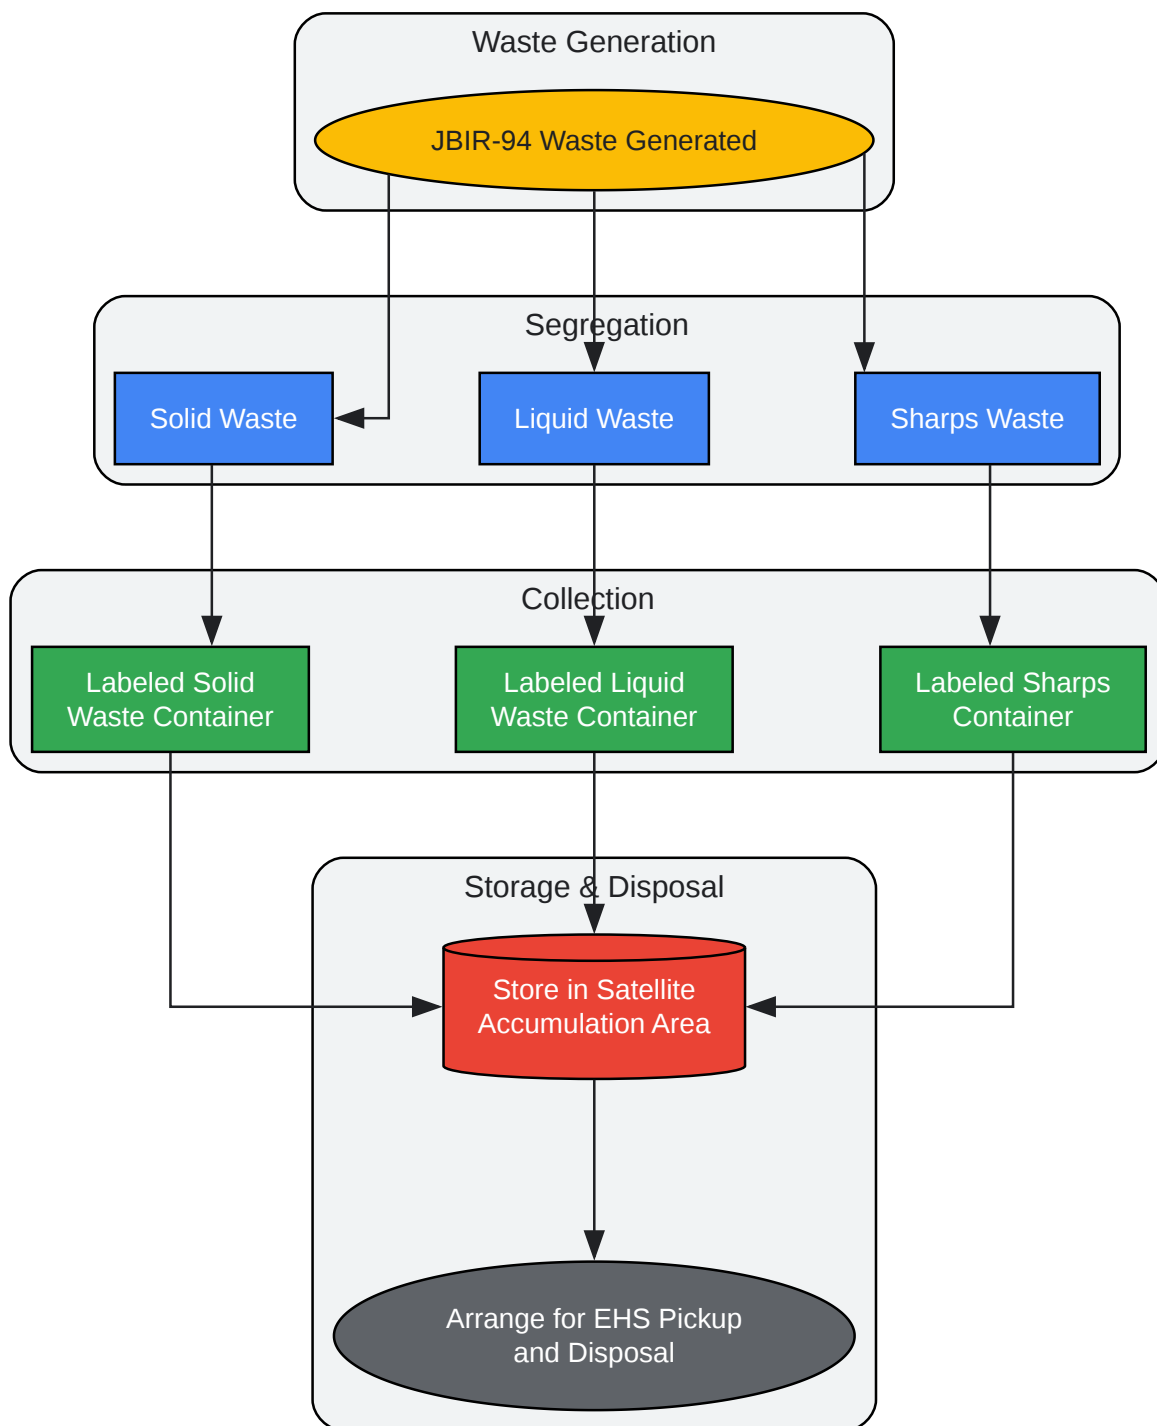 Waste Generation
JBIR-94 Waste Generated
Segregation
Solid Waste
Liquid Waste
Sharps Waste
Collection
Labeled Solid
Waste Container
Labeled Liquid
Waste Container
Labeled Sharps
Container
Storage & Disposal
Store in Satellite
Accumulation Area
Arrange for EHS Pickup
and Disposal